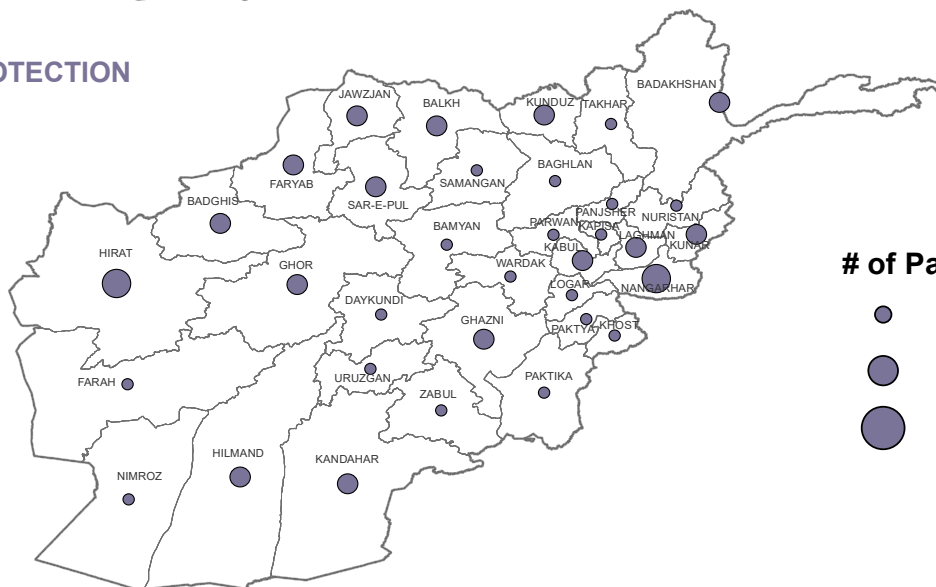 OTECTION
BADAKHSHAN
JAWZJAN
BALKH
KUNDUZ
TAKHAR
BAGHLAN
FARYAB
SAMANGAN
BADGHIS
SAR-E-PUL
PANJSHER
NURISTAN
BAMYAN
PARWAN
KAPISA
LAGHMAN
KUNAR
HIRAT
KABUL
GHOR
WARDAK
# of Pa
LOGAR
NANGARHAR
DAYKUNDI
GHAZNI
PAKTYA
KHOST
FARAH
URUZGAN
ZABUL
PAKTIKA
HILMAND
KANDAHAR
NIMROZ